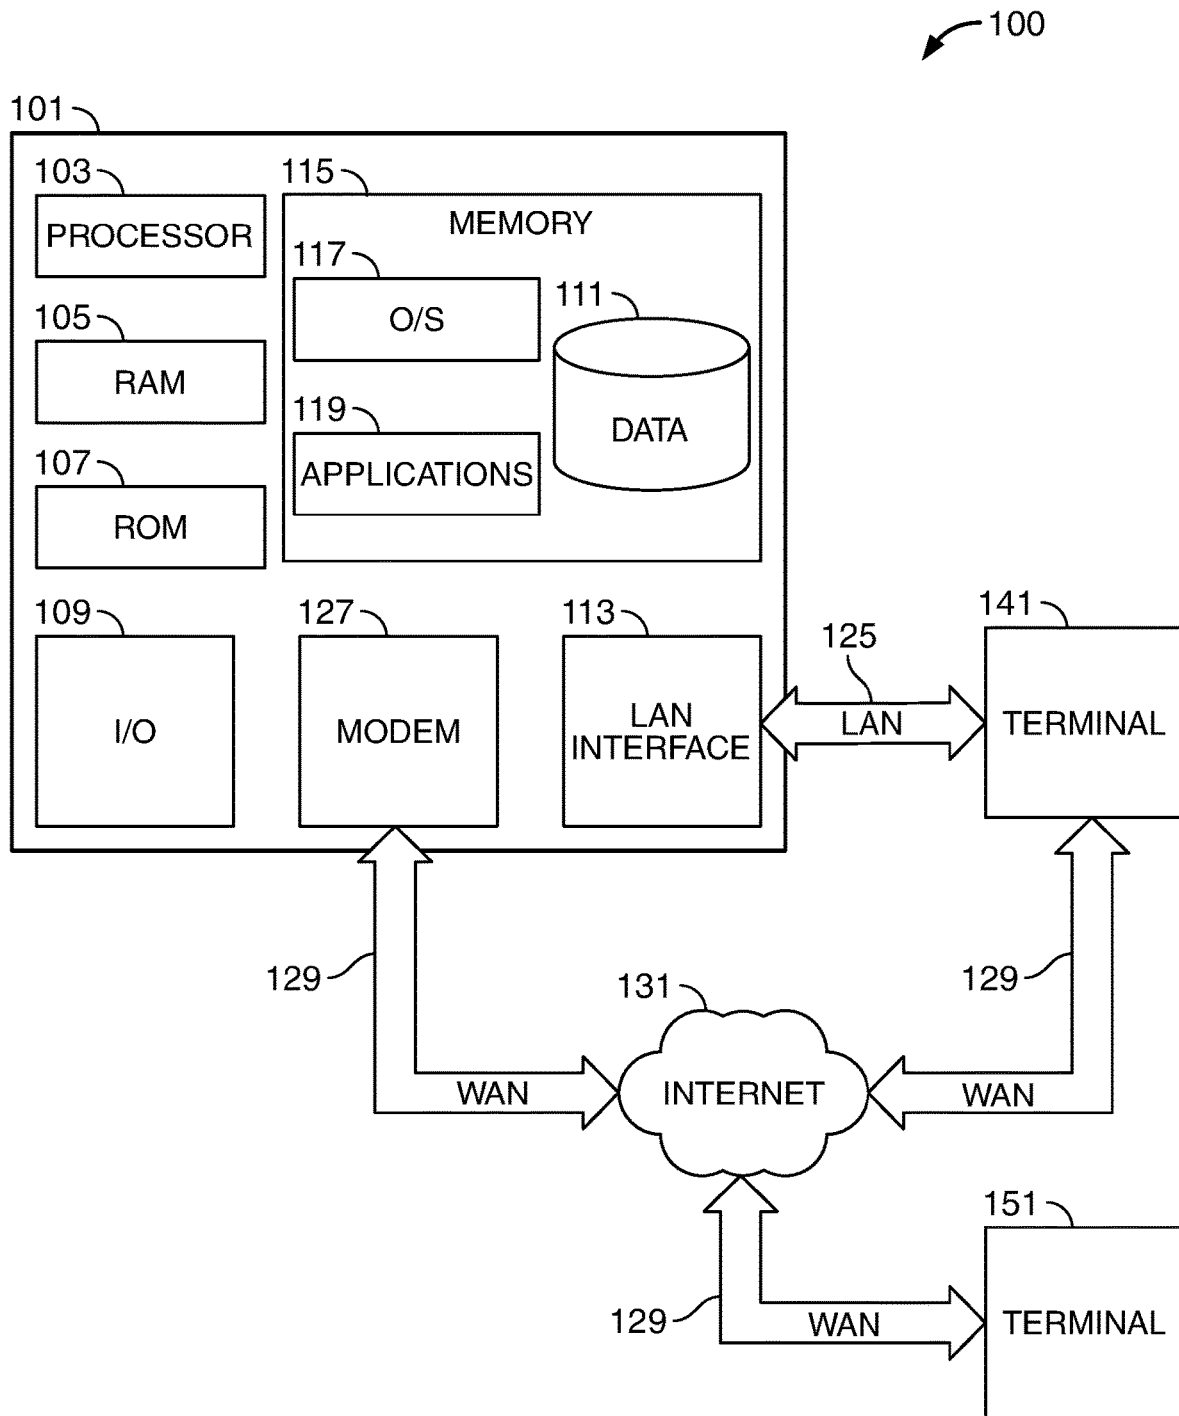 100
101
103
PROCESSOR
105
RAM
107
ROM
115
MEMORY
117
O/S
111
DATA
119
APPLICATIONS
109
I/O
127
MODEM
113
LAN
INTERFACE
125
LAN
141
TERMINAL
129
WAN
131
INTERNET
129
WAN
129
WAN
151
TERMINAL